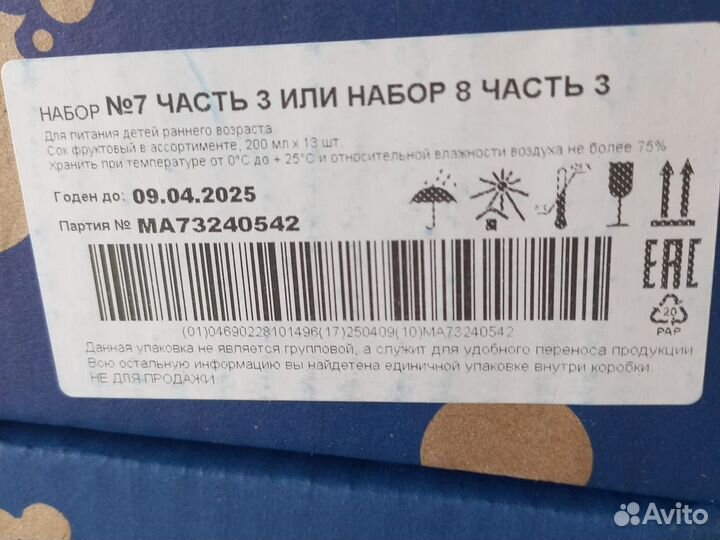 НАБОР №7 ЧАСТЬ 3 ИЛИ НАБОР 8 ЧАСТЬ 3
Для питания детей раннего возраста.
Сок фруктовый в ассортименте, 200 мл х 13 шт.
Хранить при температуре от 0°С до + 25°С и относительной влажности воздуха не более 75%
Годен до: 09.04.2025
Партия № МА73240542
EAC
20
PAP
(01)04690228101496(17)250409(10)МА73240542
Данная упаковка не является групповой, а служит для удобного переноса продукции
Всю остальную информацию вы найдетена единичной упаковке внутри коробки
НЕ ДЛЯ ПРОДАЖИ.
Avito